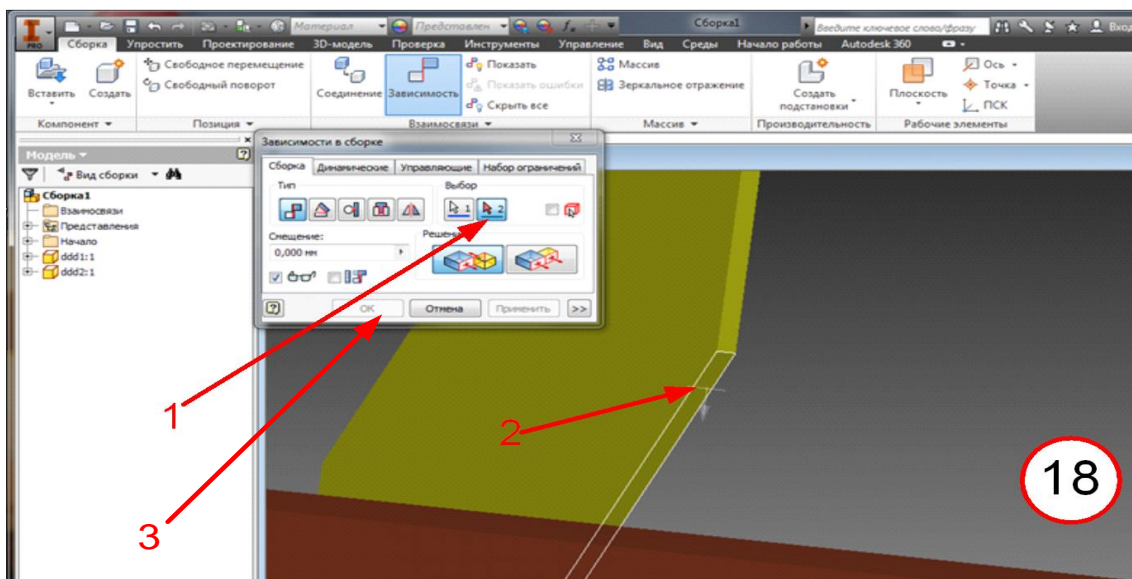 Материал
Представлен
Сборка1
Введите ключевое слово/фразу
Вход
PRO
Сборка Упростить Проектирование 3D-модель Проверка Инструменты Управление Вид Среды Начало работы Autodesk 360
Вставить
Создать
Свободное перемещение
Свободный поворот
Соединение
Зависимость
Показать
Показать ошибки
Скрыть все
Массив
Зеркальное отражение
Создать
подстановки
Плоскость
Ось
Точка
ПСК
Компонент
Позиция
Взаимосвязи
Массив
Производительность
Рабочие элементы
Модель
Вид сборки
Сборка1
Взаимосвязи
Представления
Начало
ddd1:1
ddd2:1
Зависимости в сборке
Сборка Динамические Управляющие Набор ограничений
Тип
Выбор
1
2
Смещение:
0,000 мм
Решение
OK
Отмена
Применить
>>
1
2
3
18